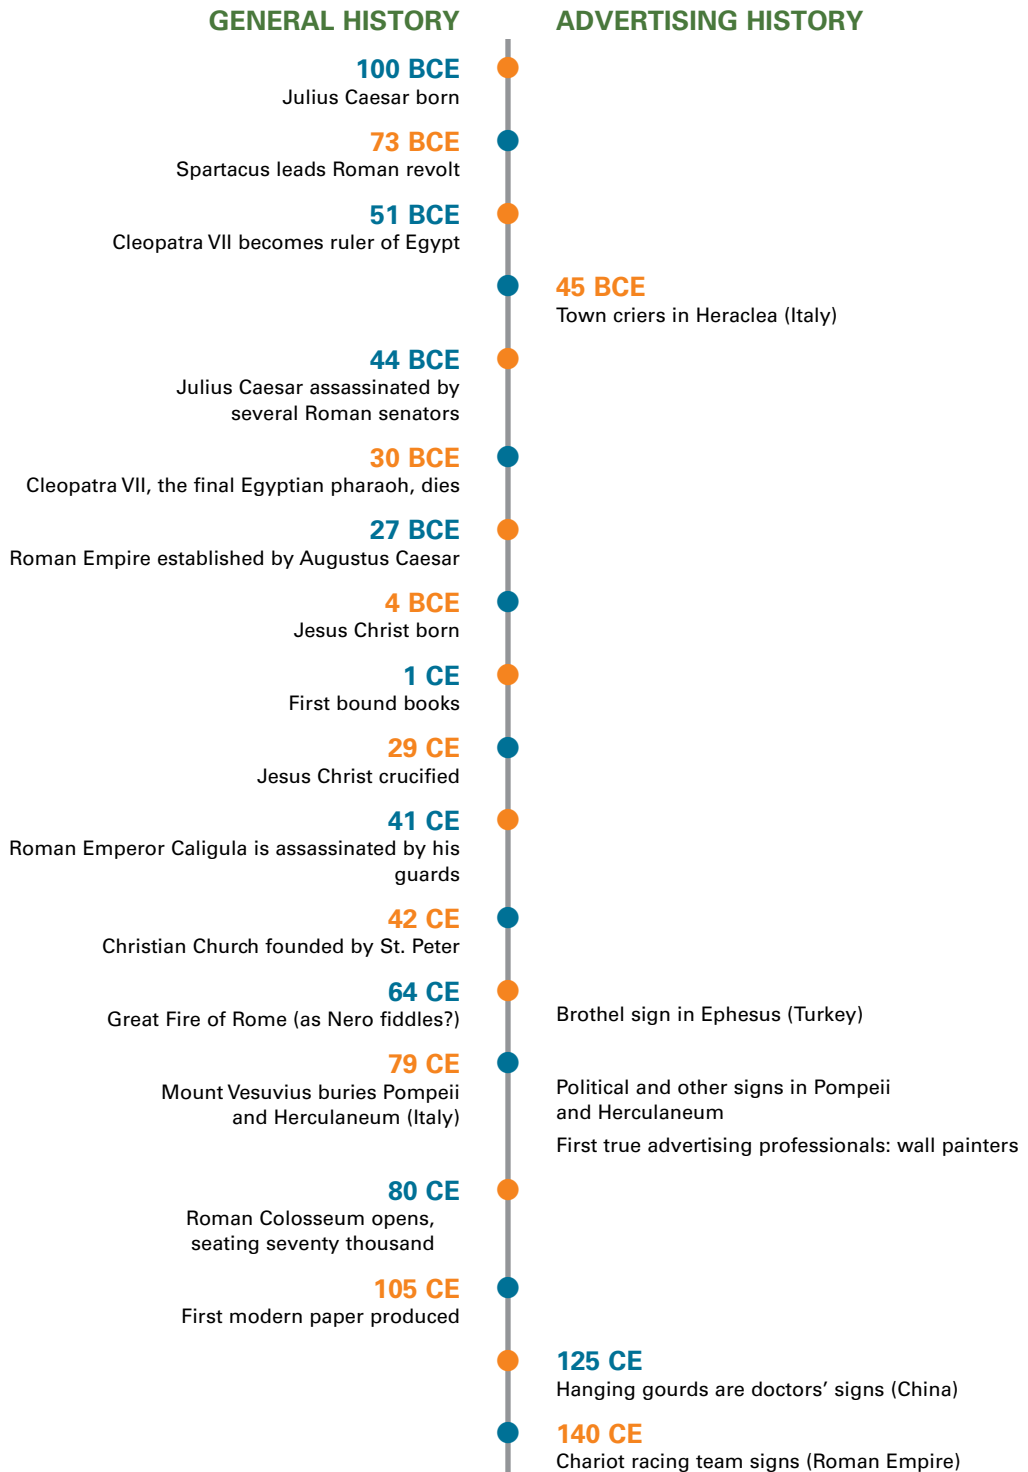 GENERAL HISTORY
ADVERTISING HISTORY
100 BCE
Julius Caesar born
73 BCE
Spartacus leads Roman revolt
51 BCE
Cleopatra VII becomes ruler of Egypt
45 BCE
Town criers in Heraclea (Italy)
44 BCE
Julius Caesar assassinated by
several Roman senators
30 BCE
Cleopatra VII, the final Egyptian pharaoh, dies
27 BCE
Roman Empire established by Augustus Caesar
4 BCE
Jesus Christ born
1 CE
First bound books
29 CE
Jesus Christ crucified
41 CE
Roman Emperor Caligula is assassinated by his
guards
42 CE
Christian Church founded by St. Peter
64 CE
Great Fire of Rome (as Nero fiddles?)
Brothel sign in Ephesus (Turkey)
79 CE
Mount Vesuvius buries Pompeii
and Herculaneum (Italy)
Political and other signs in Pompeii
and Herculaneum
First true advertising professionals: wall painters
80 CE
Roman Colosseum opens,
seating seventy thousand
105 CE
First modern paper produced
125 CE
Hanging gourds are doctors’ signs (China)
140 CE
Chariot racing team signs (Roman Empire)